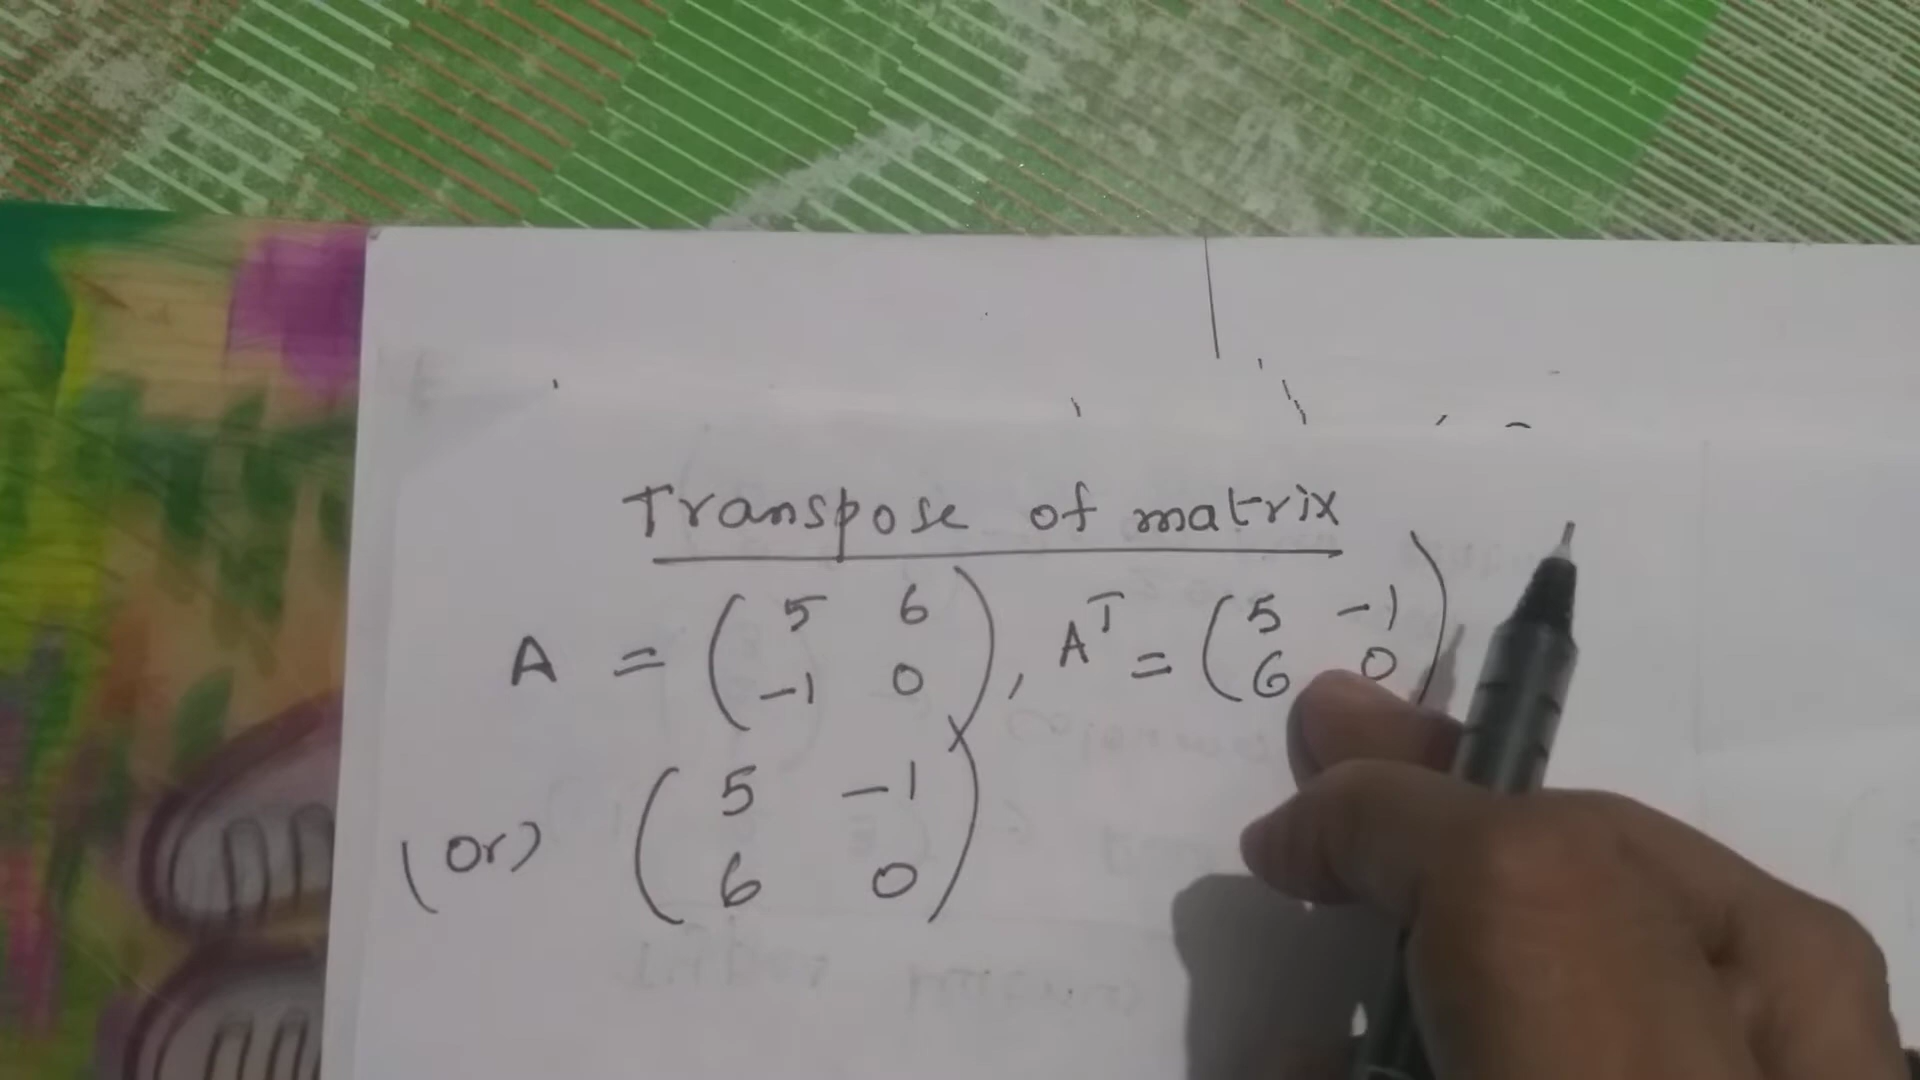 Transpose of matrix
A = (5 6
-1 0), A^T = (5 -1
6 0)
(or) (5 -1
6 0)